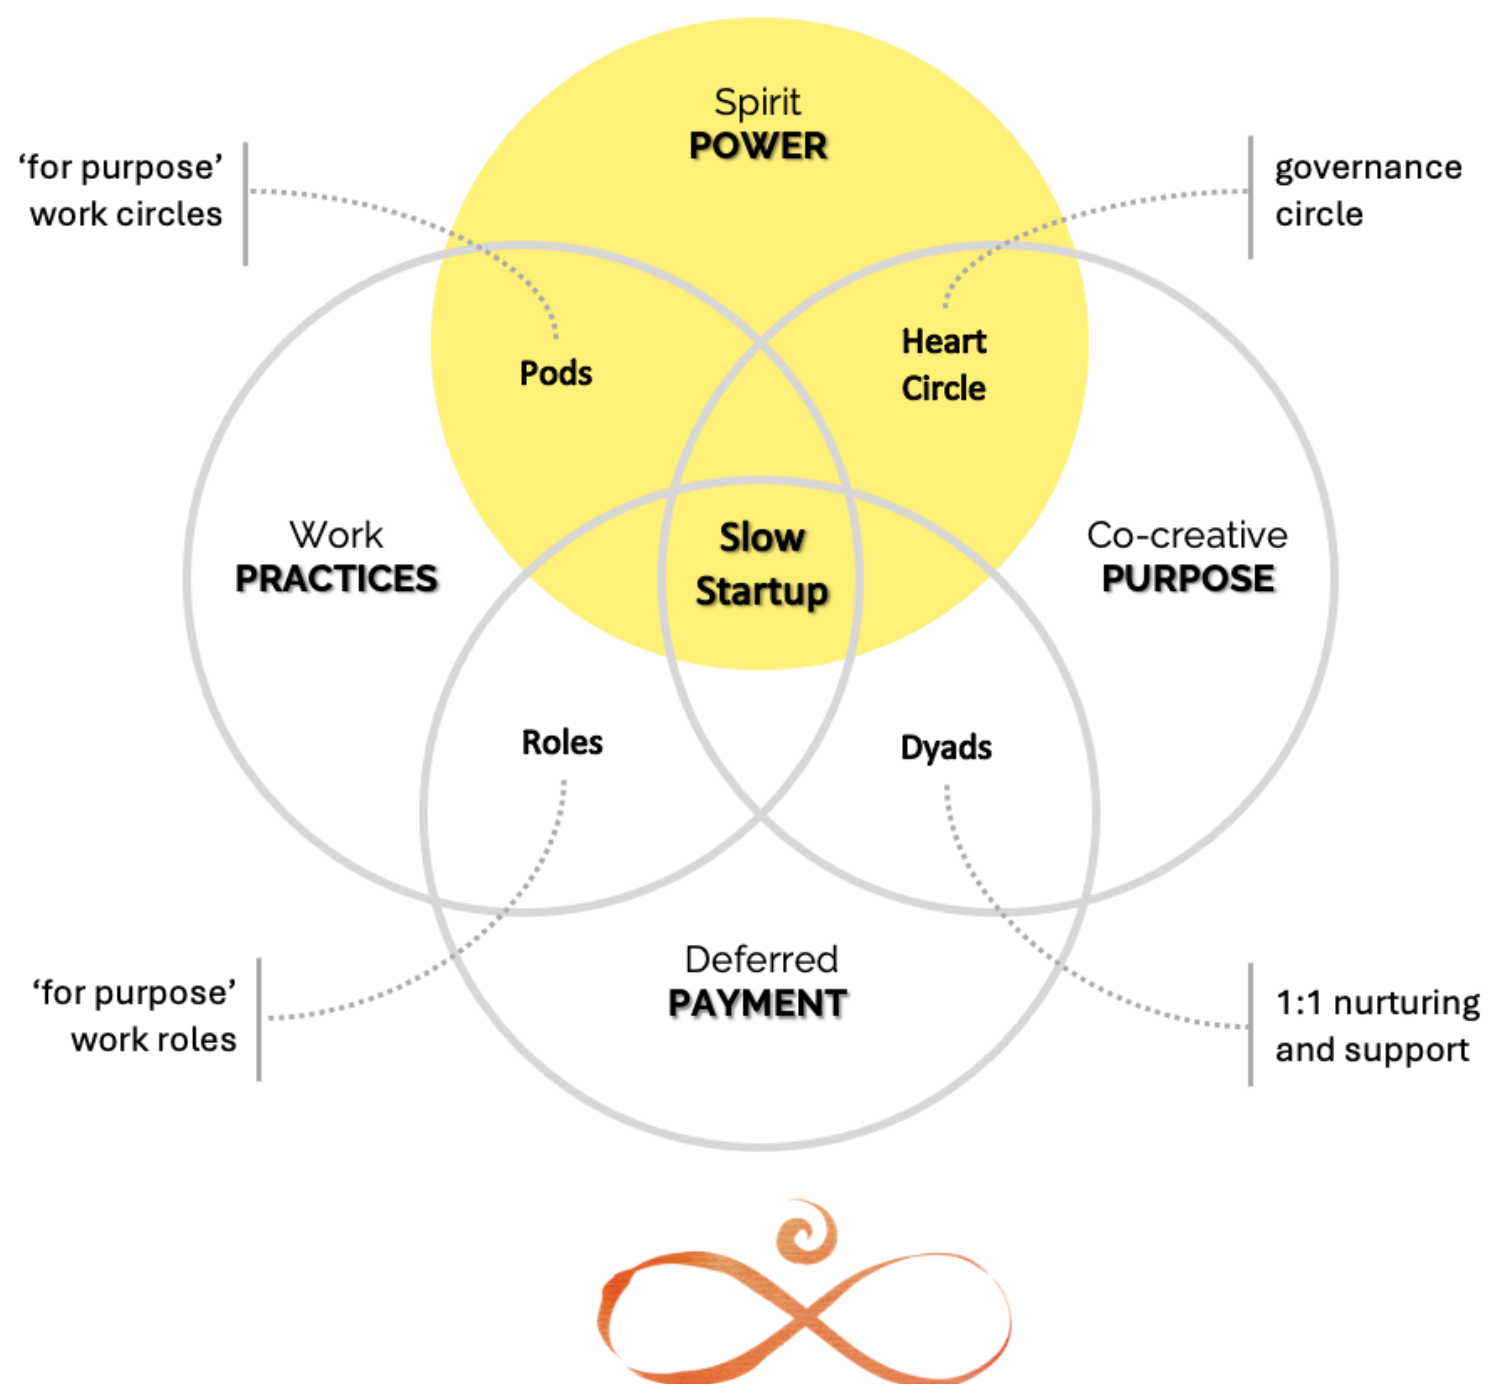 Spirit
POWER
‘for purpose’
work circles
governance
circle
Pods
Heart
Circle
Work
PRACTICES
Slow
Startup
Co-creative
PURPOSE
Roles
Dyads
Deferred
PAYMENT
‘for purpose’
work roles
1:1 nurturing
and support